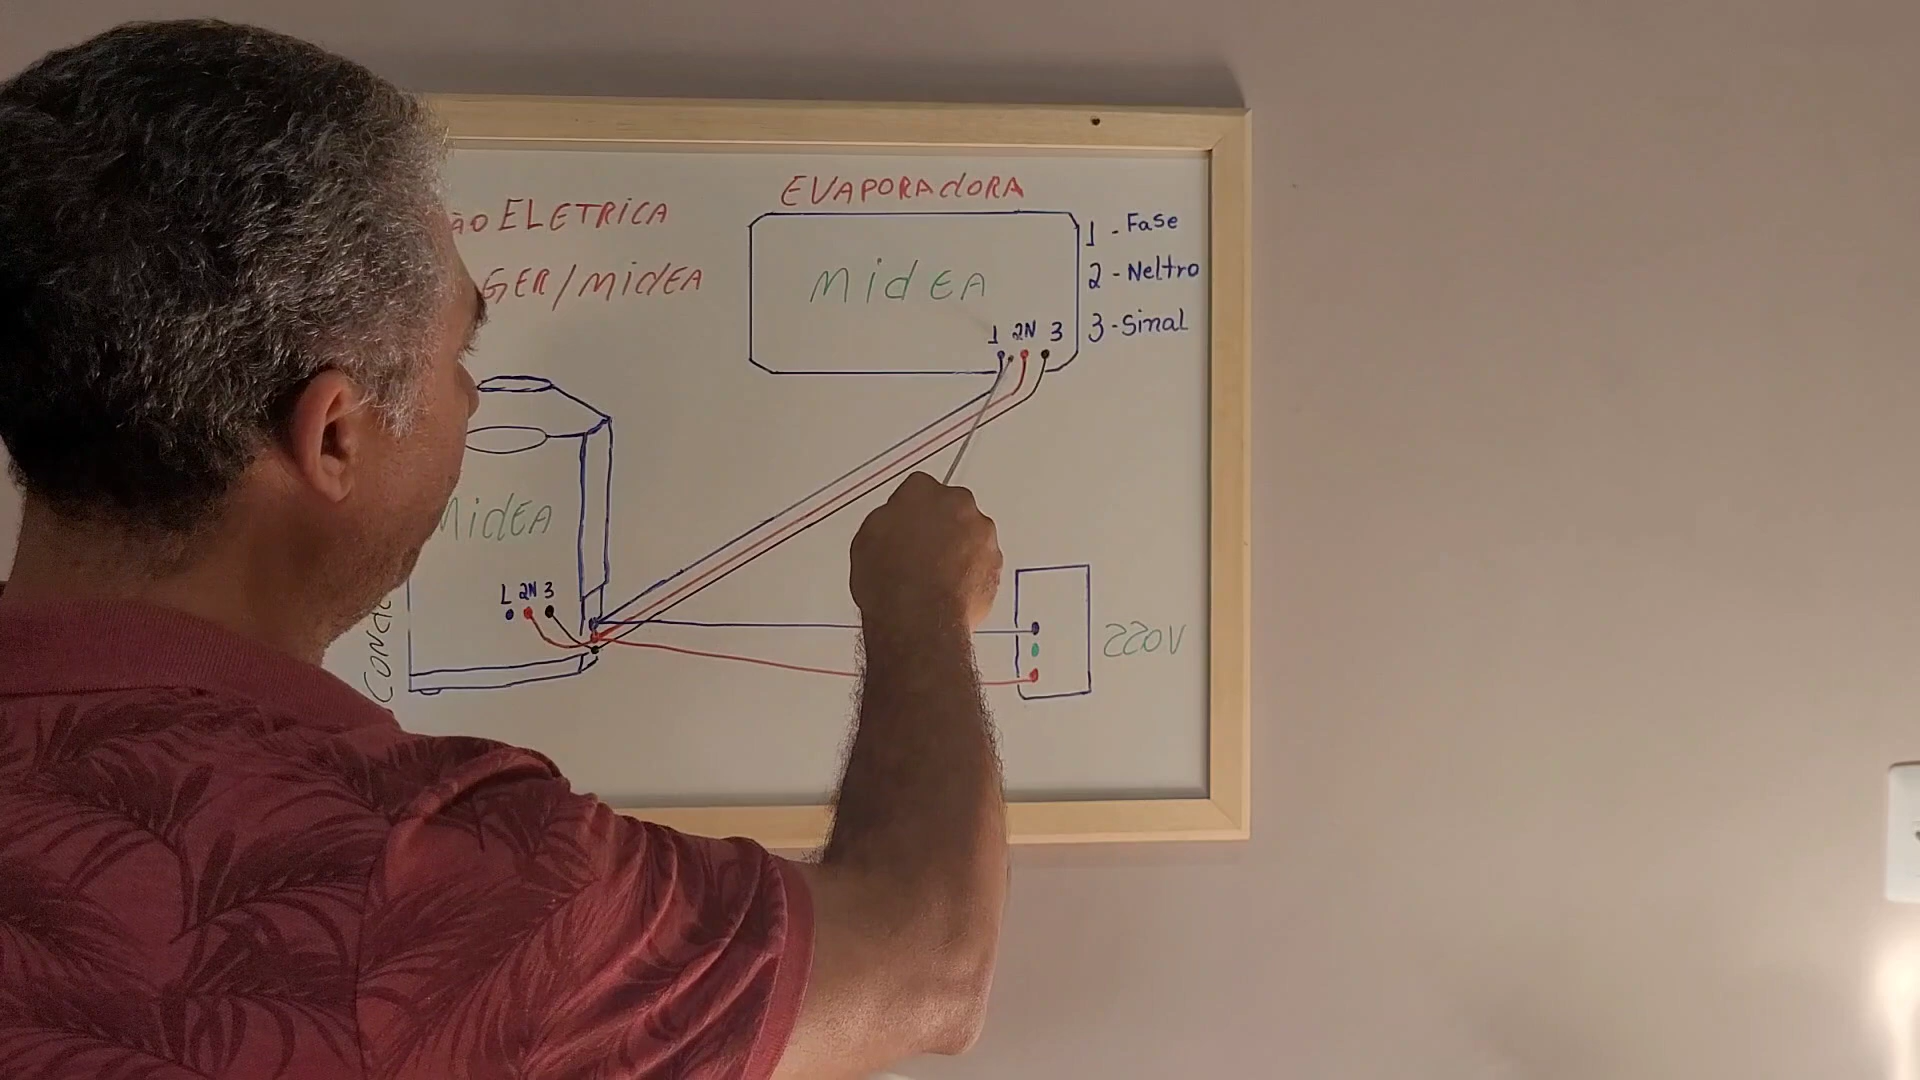 ÃO ELETRICA
GER/MidEA
EVAPORAdORA
MidEA
1 2N 3
1 - Fase
2 - Neltro
3 - Sinal
MidEA
L 2N 3
220V